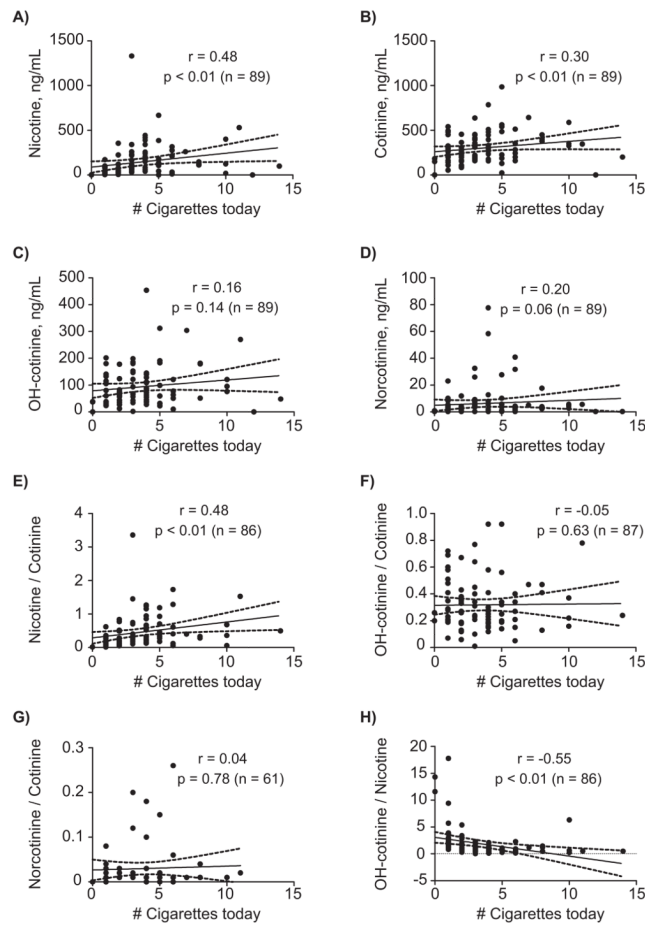 A)
Nicotine, ng/mL
1500
1000
500
0
r = 0.48
p < 0.01 (n = 89)
0 5 10 15
# Cigarettes today
B)
Cotinine, ng/mL
1500
1000
500
0
r = 0.30
p < 0.01 (n = 89)
0 5 10 15
# Cigarettes today
C)
OH-cotinine, ng/mL
500
400
300
200
100
0
r = 0.16
p = 0.14 (n = 89)
0 5 10 15
# Cigarettes today
D)
Norcotinine, ng/mL
100
80
60
40
20
0
r = 0.20
p = 0.06 (n = 89)
0 5 10 15
# Cigarettes today
E)
Nicotine / Cotinine
4
3
2
1
0
r = 0.48
p < 0.01 (n = 86)
0 5 10 15
# Cigarettes today
F)
OH-cotinine / Cotinine
1.0
0.8
0.6
0.4
0.2
0.0
r = -0.05
p = 0.63 (n = 87)
0 5 10 15
# Cigarettes today
G)
Norcotinine / Cotinine
0.3
0.2
0.1
0
r = 0.04
p = 0.78 (n = 61)
0 5 10 15
# Cigarettes today
H)
OH-cotinine / Nicotine
20
15
10
5
0
-5
r = -0.55
p < 0.01 (n = 86)
0 5 10 15
# Cigarettes today